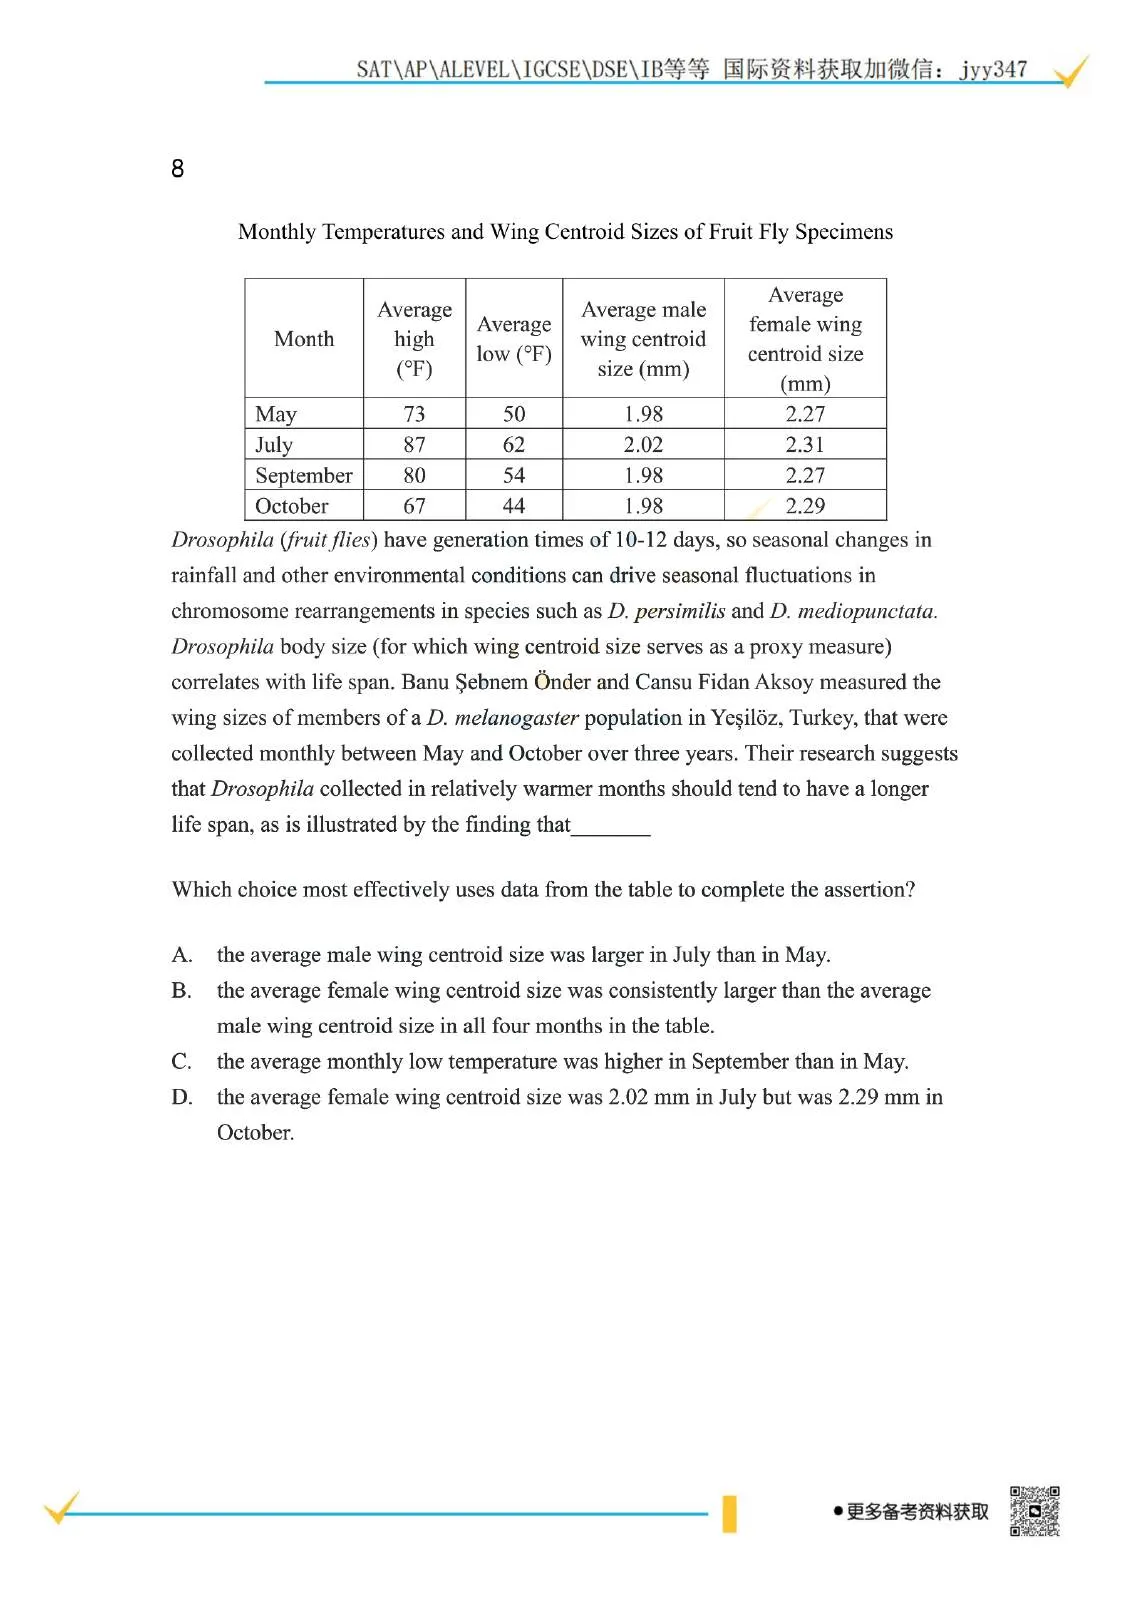 SAT\AP\ALEVEL\IGCSE\DSE\IB等等 国际资料获取加微信：jyy347
8
Monthly Temperatures and Wing Centroid Sizes of Fruit Fly Specimens
Month | Average high (°F) | Average low (°F) | Average male wing centroid size (mm) | Average female wing centroid size (mm)
May | 73 | 50 | 1.98 | 2.27
July | 87 | 62 | 2.02 | 2.31
September | 80 | 54 | 1.98 | 2.27
October | 67 | 44 | 1.98 | 2.29
Drosophila (fruit flies) have generation times of 10-12 days, so seasonal changes in
rainfall and other environmental conditions can drive seasonal fluctuations in
chromosome rearrangements in species such as D. persimilis and D. mediopunctata.
Drosophila body size (for which wing centroid size serves as a proxy measure)
correlates with life span. Banu Şebnem Önder and Cansu Fidan Aksoy measured the
wing sizes of members of a D. melanogaster population in Yeşilöz, Turkey, that were
collected monthly between May and October over three years. Their research suggests
that Drosophila collected in relatively warmer months should tend to have a longer
life span, as is illustrated by the finding that_______
Which choice most effectively uses data from the table to complete the assertion?
A. the average male wing centroid size was larger in July than in May.
B. the average female wing centroid size was consistently larger than the average
male wing centroid size in all four months in the table.
C. the average monthly low temperature was higher in September than in May.
D. the average female wing centroid size was 2.02 mm in July but was 2.29 mm in
October.
●更多备考资料获取